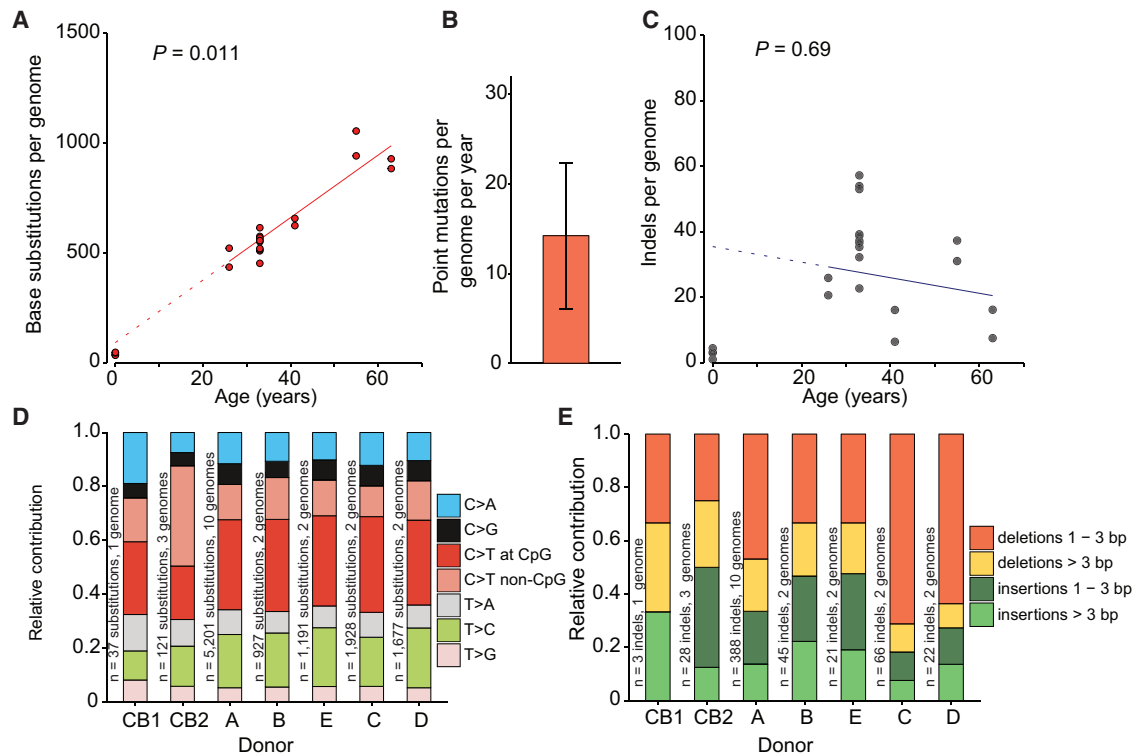 A
P = 0.011
Base substitutions per genome
1500
1000
500
0
0
20
40
60
Age (years)
B
Point mutations per
genome per year
30
20
10
0
C
P = 0.69
Indels per genome
100
80
60
40
20
0
0
20
40
60
Age (years)
D
Relative contribution
1.0
0.8
0.6
0.4
0.2
0
n = 37 substitutions, 1 genome
n = 121 substitutions, 3 genomes
n = 5,201 substitutions, 10 genomes
n = 927 substitutions, 2 genomes
n = 1,191 substitutions, 2 genomes
n = 1,928 substitutions, 2 genomes
n = 1,677 substitutions, 2 genomes
CB1
CB2
A
B
E
C
D
Donor
C>A
C>G
C>T at CpG
C>T non-CpG
T>A
T>C
T>G
E
Relative contribution
1.0
0.8
0.6
0.4
0.2
0
n = 3 indels, 1 genome
n = 28 indels, 3 genomes
n = 388 indels, 10 genomes
n = 45 indels, 2 genomes
n = 21 indels, 2 genomes
n = 66 indels, 2 genomes
n = 22 indels, 2 genomes
CB1
CB2
A
B
E
C
D
Donor
deletions 1 – 3 bp
deletions > 3 bp
insertions 1 – 3 bp
insertions > 3 bp